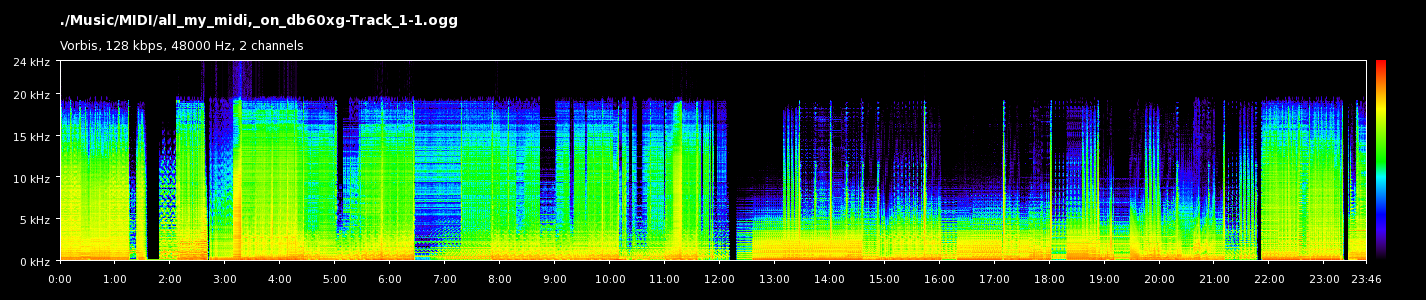 ./Music/MIDI/all_my_midi,_on_db60xg-Track_1-1.ogg
Vorbis, 128 kbps, 48000 Hz, 2 channels
24 kHz
20 kHz
15 kHz
10 kHz
5 kHz
0 kHz
0:00 1:00 2:00 3:00 4:00 5:00 6:00 7:00 8:00 9:00 10:00 11:00 12:00 13:00 14:00 15:00 16:00 17:00 18:00 19:00 20:00 21:00 22:00 23:00 23:46